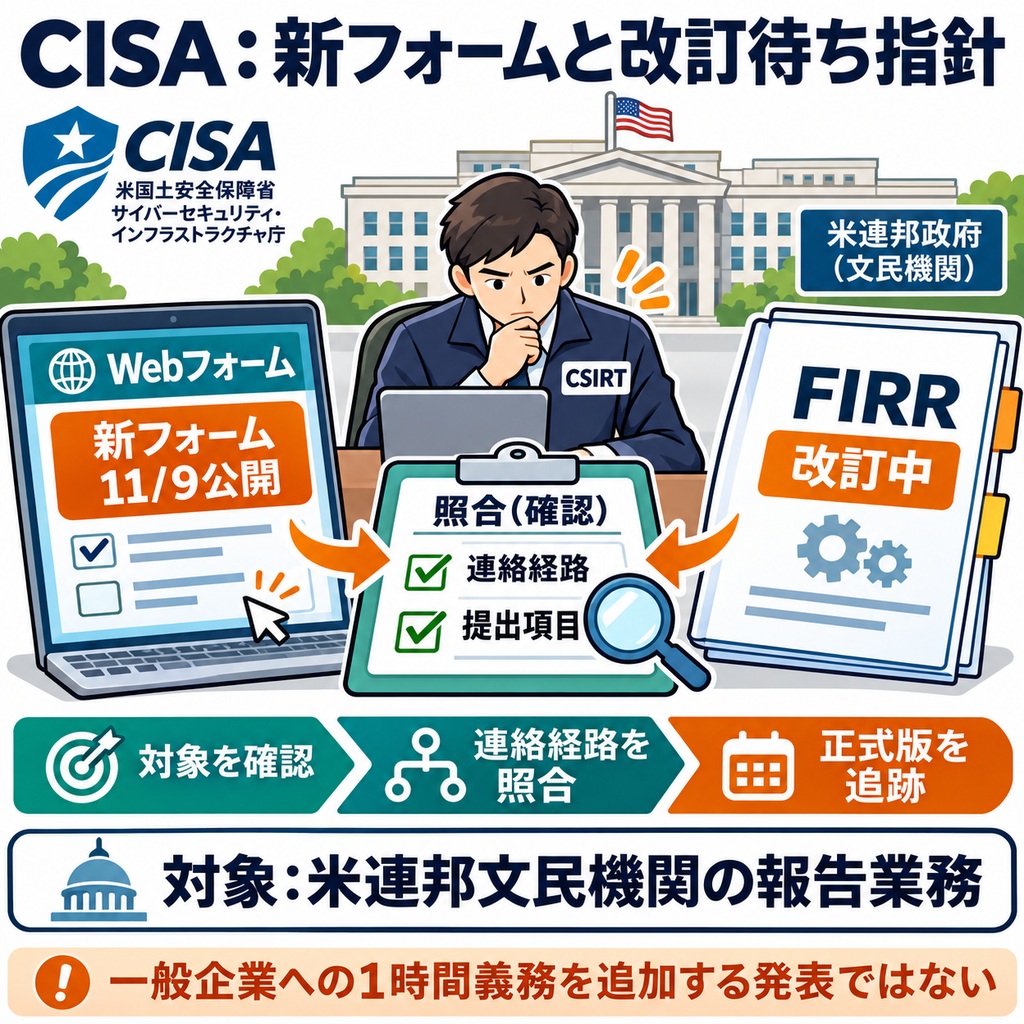 CISA：新フォームと改訂待ち指針
CISA
米国土安全保障省
サイバーセキュリティ・
インフラストラクチャ庁
米連邦政府
（文民機関）
Webフォーム
新フォーム
11/9公開
CSIRT
FIRR
改訂中
照合（確認）
連絡経路
提出項目
対象を確認
連絡経路を
照合
正式版を
追跡
対象：米連邦文民機関の報告業務
! 一般企業への1時間義務を追加する発表ではない